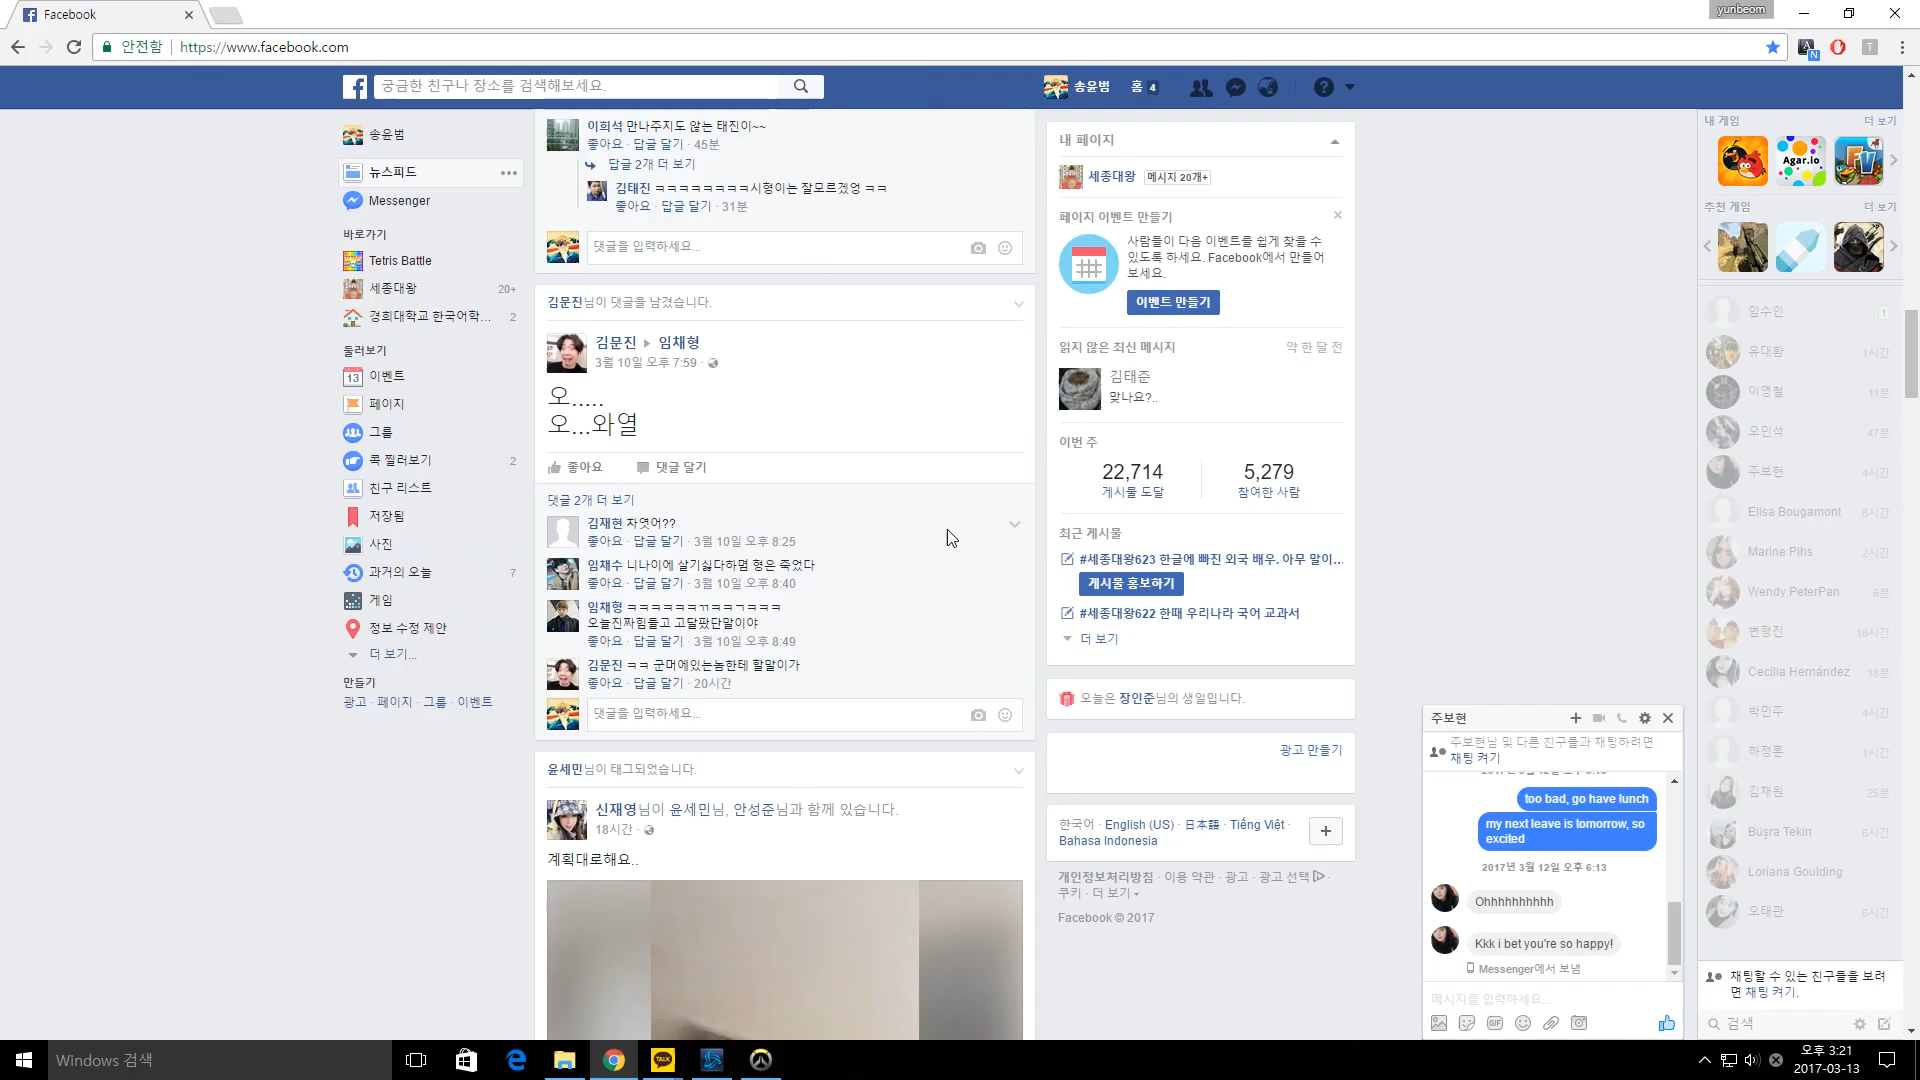 Facebook
yunbeom
안전함 https://www.facebook.com
궁금한 친구나 장소를 검색해보세요.
송윤범 홈 4
송윤범
뉴스피드
Messenger
바로가기
Tetris Battle
세종대왕 20+
경희대학교 한국어학... 2
둘러보기
13 이벤트
페이지
그룹
콕 찔러보기 2
친구 리스트
저장됨
사진
과거의 오늘 7
게임
정보 수정 제안
더 보기...
만들기
광고 · 페이지 · 그룹 · 이벤트
이희석 만나주지도 않는 태진이~~
좋아요 · 답글 달기 · 45분
답글 2개 더 보기
김태진 ㅋㅋㅋㅋㅋㅋㅋㅋ시형이는 잘모르겠엉 ㅋㅋ
좋아요 · 답글 달기 · 31분
댓글을 입력하세요...
김문진님이 댓글을 남겼습니다.
김문진 ▶ 임채형
3월 10일 오후 7:59 ·
오.....
오...와열
좋아요 댓글 달기
댓글 2개 더 보기
김재현 차엿어??
좋아요 · 답글 달기 · 3월 10일 오후 8:25
임채수 니나이에 살기싫다하면 형은 죽었다
좋아요 · 답글 달기 · 3월 10일 오후 8:40
임채형 ㅋㅋㅋㅋㅋㅋㄲㅋㅋㄱㅋㅋㅋ
오늘진짜힘들고 고달팠단말이야
좋아요 · 답글 달기 · 3월 10일 오후 8:49
김문진 ㅋㅋ 군머에있는놈한테 할말이가
좋아요 · 답글 달기 · 20시간
댓글을 입력하세요...
윤세민님이 태그되었습니다.
신재영님이 윤세민님, 안성준님과 함께 있습니다.
18시간 ·
계획대로해요..
내 페이지
세종대왕 메시지 20개+
페이지 이벤트 만들기
사람들이 다음 이벤트를 쉽게 찾을 수
있도록 하세요. Facebook에서 만들어
보세요.
이벤트 만들기
읽지 않은 최신 메시지 약 한 달 전
김태준
맞나요?..
이번 주
22,714 5,279
게시물 도달 참여한 사람
최근 게시물
#세종대왕623 한글에 빠진 외국 배우. 아무 말이...
게시물 홍보하기
#세종대왕622 한때 우리나라 국어 교과서
더 보기
오늘은 장인준님의 생일입니다.
광고 만들기
한국어 · English (US) · 日本語 · Tiếng Việt ·
Bahasa Indonesia
개인정보처리방침 · 이용 약관 · 광고 · 광고 선택 ·
쿠키 · 더 보기
Facebook © 2017
내 게임 더 보기
Agar.io
추천 게임 더 보기
임수인 1
유대환 1시간
이영철 11분
오민석 47분
주보현 4시간
Elisa Bougamont 8시간
Marine Plhs 2시간
Wendy PeterPan 6분
변형진 18시간
Cecilia Hernández 18분
박민주 4시간
하정훈 1시간
김재원 25분
Büşra Tekin 6시간
Loriana Goulding
오태관 6시간
채팅할 수 있는 친구들을 보려
면 채팅 켜기.
검색
주보현
주보현님 및 다른 친구들과 채팅하려면
채팅 켜기
too bad, go have lunch
my next leave is tomorrow, so
excited
2017년 3월 12일 오후 6:13
Ohhhhhhhhhh
Kkk i bet you're so happy!
Messenger에서 보냄
메시지를 입력하세요...
GIF
Windows 검색
TALK
오후 3:21
2017-03-13